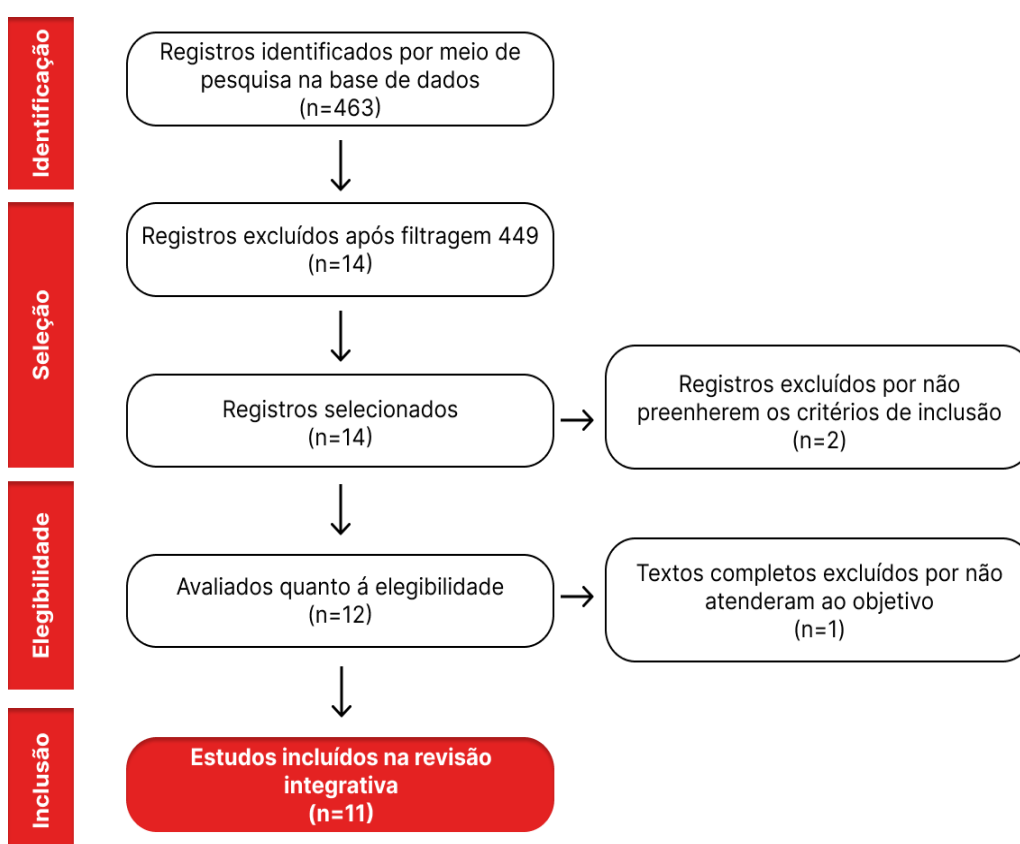 Identificação
Registros identificados por meio de
pesquisa na base de dados
(n=463)
Seleção
Registros excluídos após filtragem 449
(n=14)
Registros selecionados
(n=14)
Registros excluídos por não
preenherem os critérios de inclusão
(n=2)
Elegibilidade
Avaliados quanto á elegibilidade
(n=12)
Textos completos excluídos por não
atenderam ao objetivo
(n=1)
Inclusão
Estudos incluídos na revisão
integrativa
(n=11)